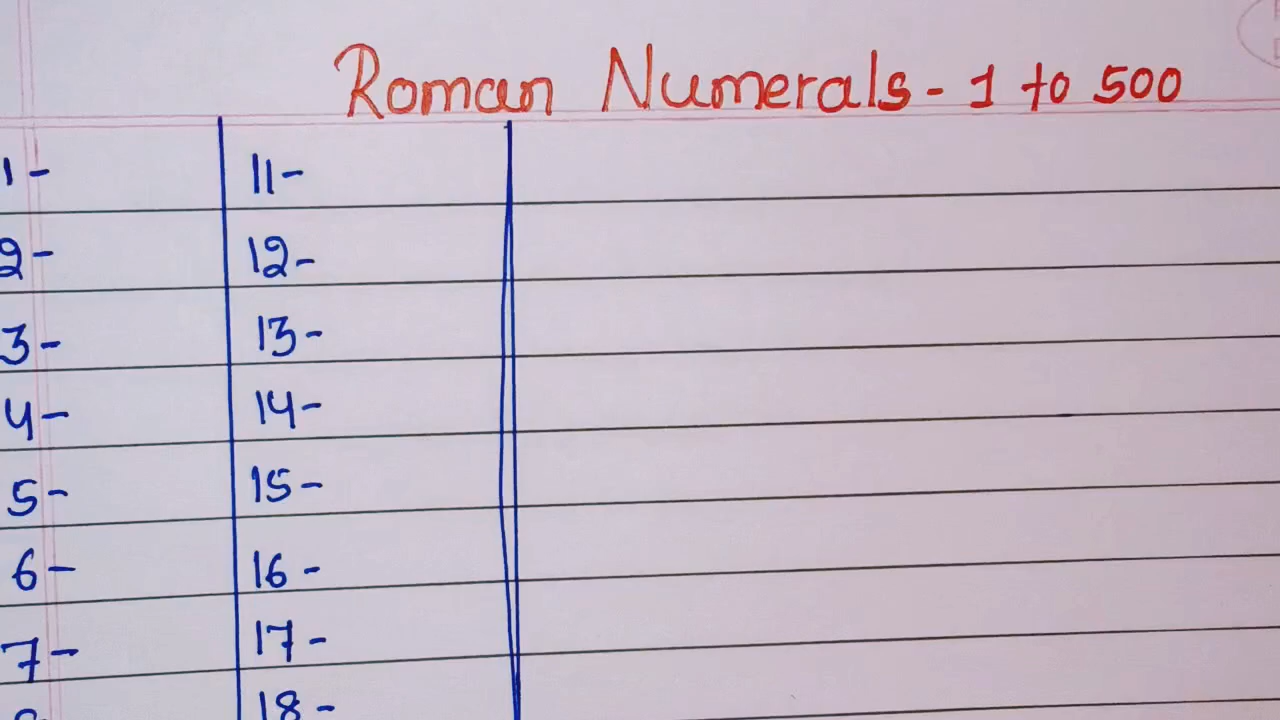 Roman Numerals - 1 to 500
1 - 11-
2 - 12-
3 - 13-
4 - 14-
5 - 15-
6 - 16 -
7 - 17 -
18 -